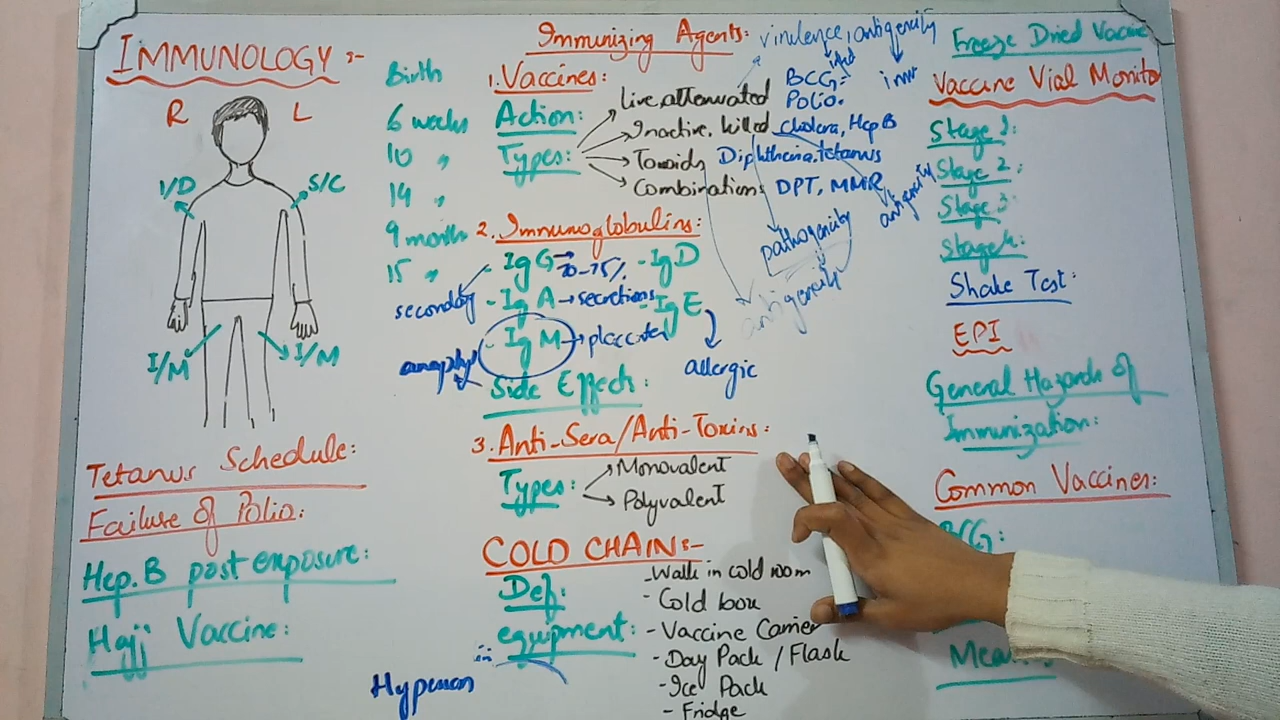 IMMUNOLOGY :-
R L
I/D
S/C
I/M
I/M
Tetanus Schedule:
Failure of Polio:
Hep. B post exposure:
Hajj Vaccine:
Birth
6 weeks
10 "
14 "
9 month
15 "
Immunizing Agents:
virulence, antigenicity
1. Vaccines:
Action:
Types:
Live, attenuated
BCG
Polio.
Inactive, killed
Cholera, Hep B
Toxoids
Diphtheria, tetanus
Combinations
DPT, MMR
pathogenicity
2. Immunoglobulins:
- IgG → 70-75%
- IgD
secondary
- IgA → secretions
- IgE
- IgM
allergic
Side Effect:
3. Anti-Sera/Anti-Toxins:
Types:
Monovalent
Polyvalent
COLD CHAIN:-
Def:
equipment:
- Walk in cold room
- Cold box
- Vaccine Carrier
- Day Pack / Flask
- Ice Pack
- Fridge
Freeze Dried Vaccine
Vaccine Vial Monitor
Stage 1:
Stage 2:
Stage 3:
Stage 4:
Shake Test:
EPI
General Hazards of
Immunization:
Common Vaccines:
BCG: